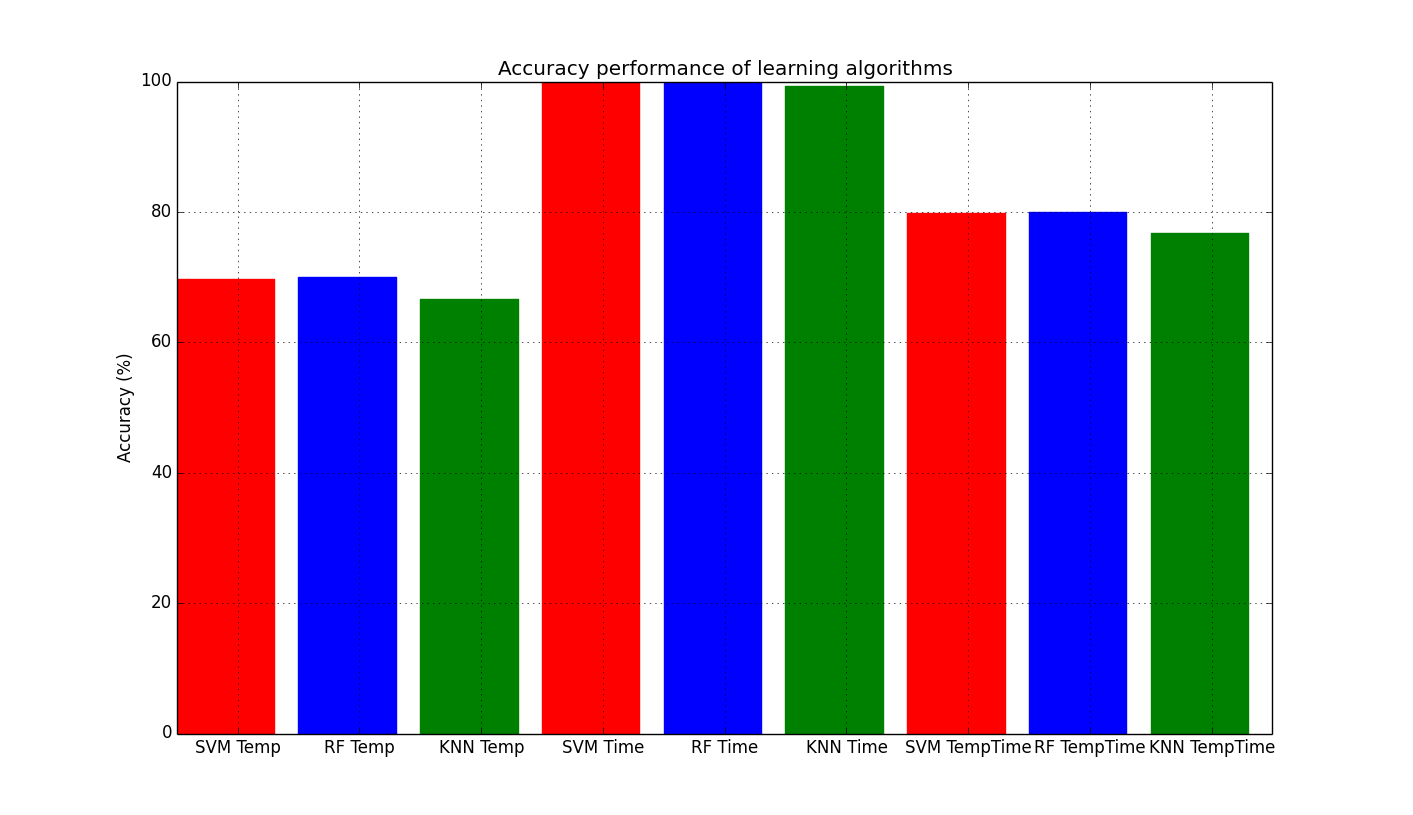 Accuracy performance of learning algorithms
100
80
60
40
20
0
Accuracy (%)
SVM Temp RF Temp KNN Temp SVM Time RF Time KNN Time SVM TempTime RF TempTime KNN TempTime